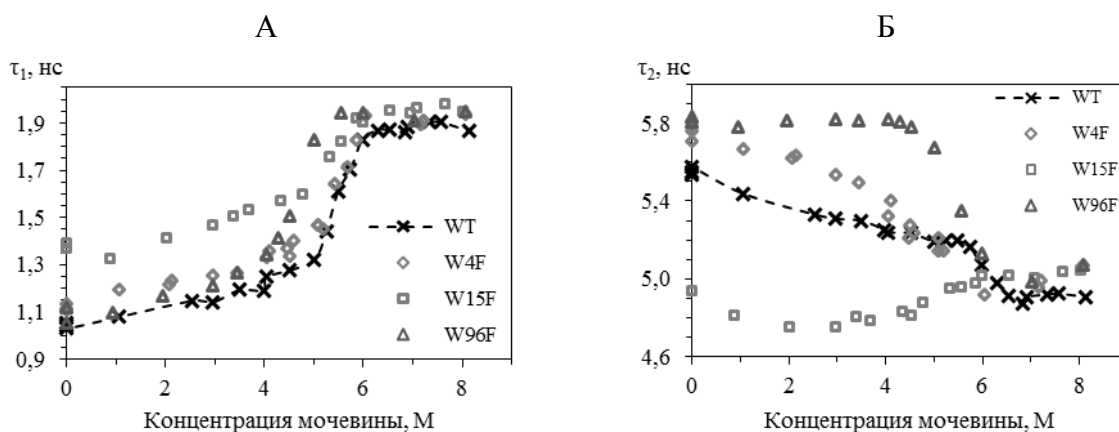 А
τ₁, нс
1,9
1,7
1,5
1,3
1,1
0,9
0 2 4 6 8
Концентрация мочевины, М
WT
W4F
W15F
W96F
Б
τ₂, нс
5,8
5,4
5,0
4,6
0 2 4 6 8
Концентрация мочевины, М
WT
W4F
W15F
W96F